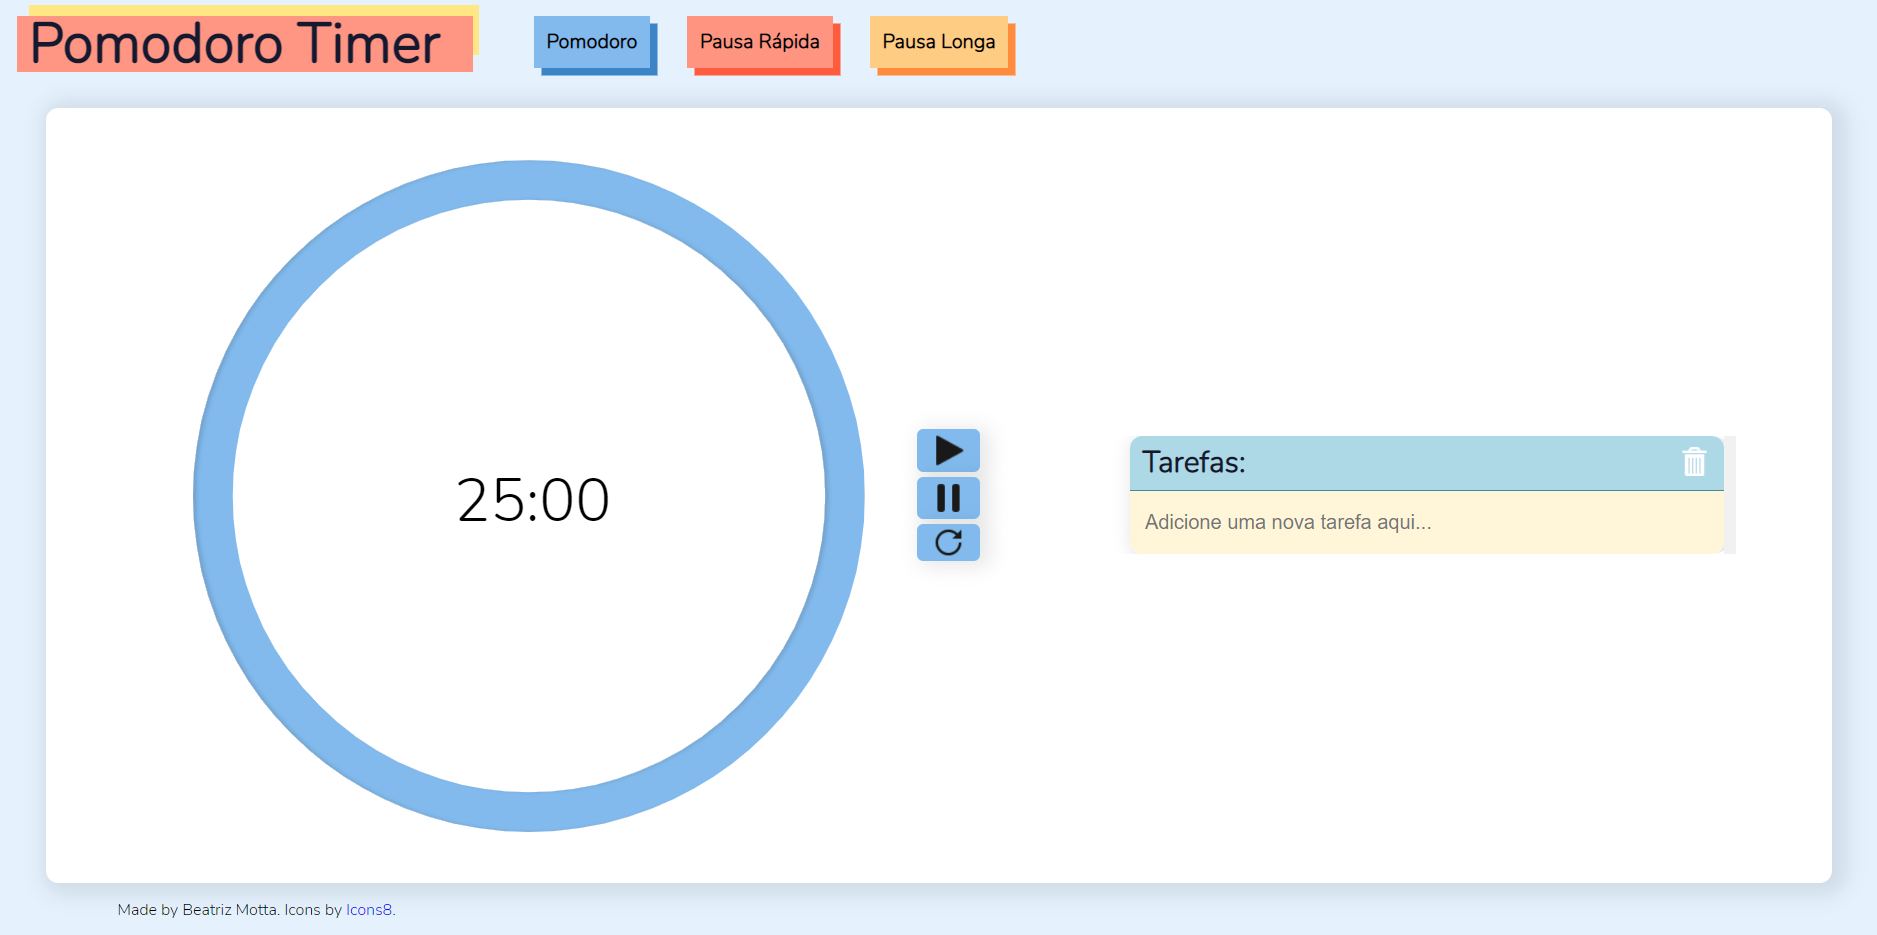 Pomodoro Timer
Pomodoro
Pausa Rápida
Pausa Longa
25:00
Tarefas:
Adicione uma nova tarefa aqui...
Made by Beatriz Motta. Icons by Icons8.